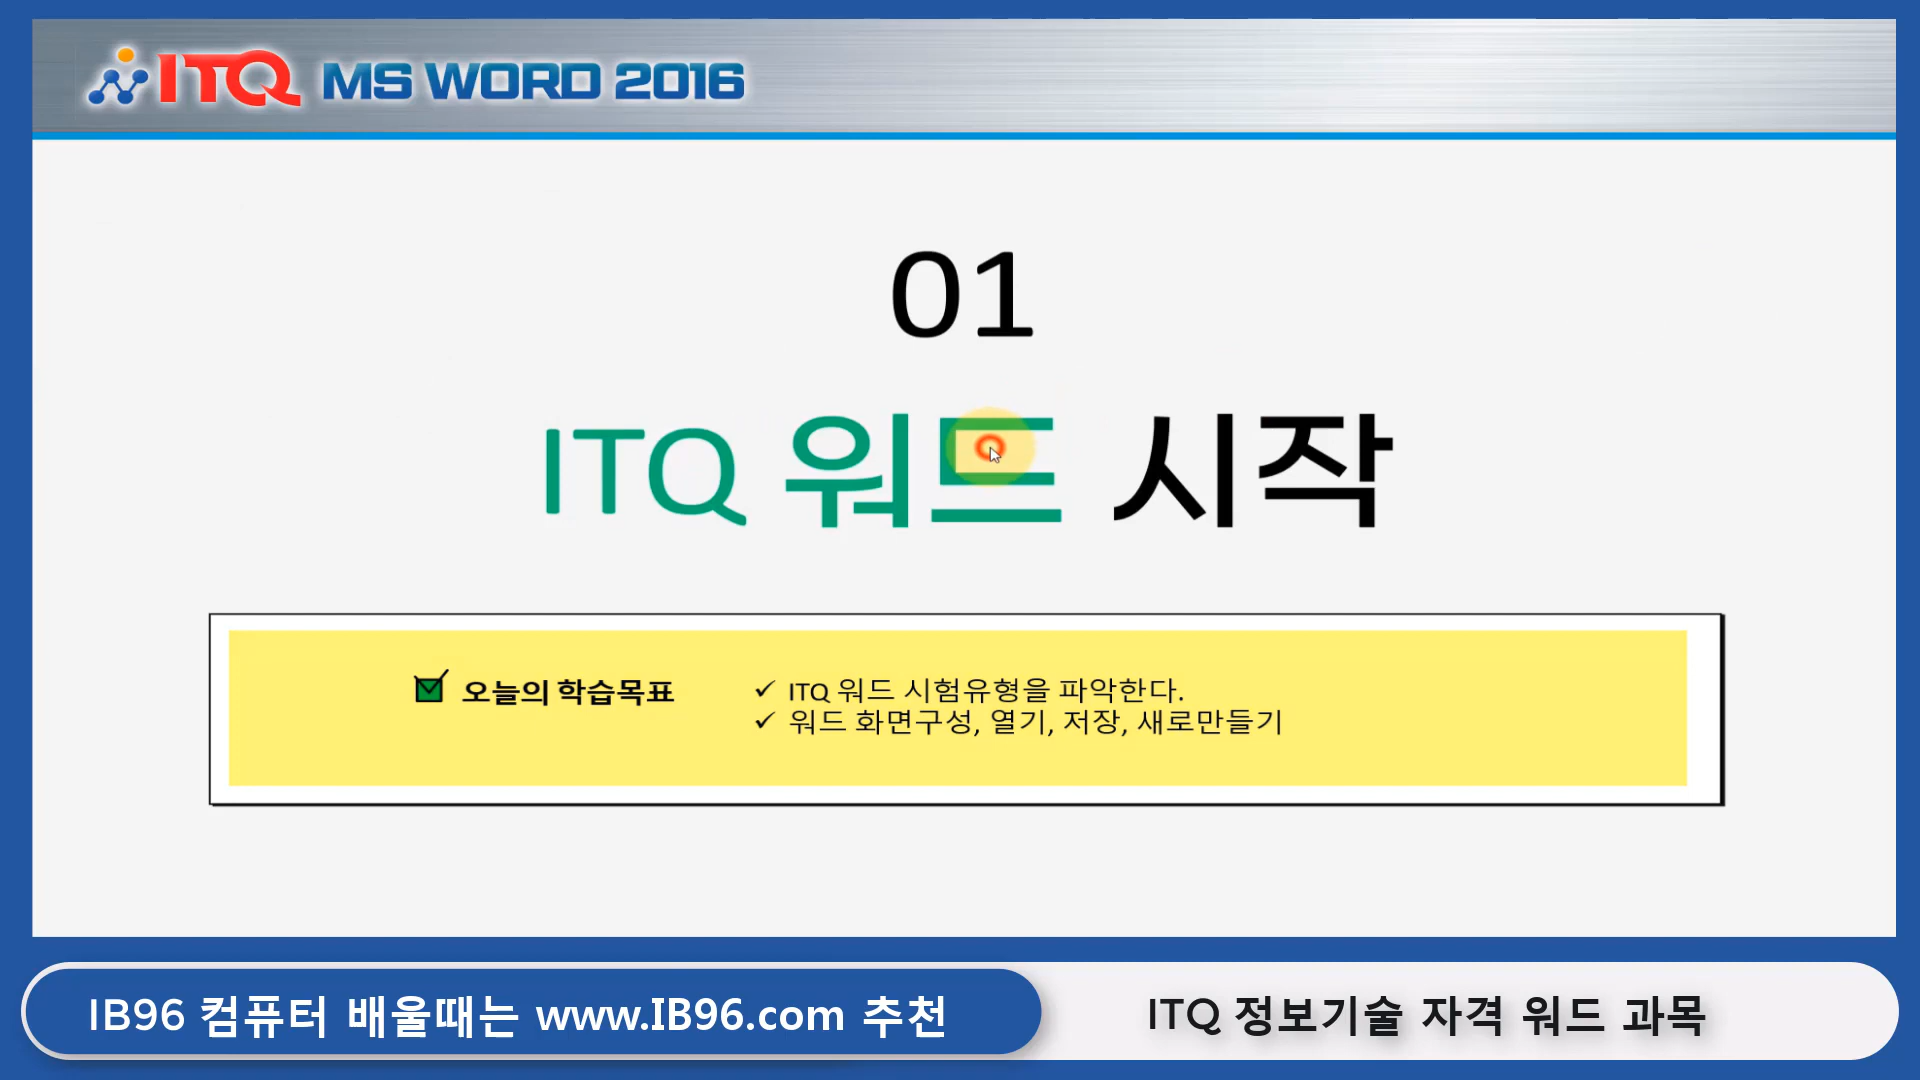 ITQ MS WORD 2016
01
ITQ 워드 시작
오늘의 학습목표
✓ ITQ 워드 시험유형을 파악한다.
✓ 워드 화면구성, 열기, 저장, 새로만들기
IB96 컴퓨터 배울때는 www.IB96.com 추천
ITQ 정보기술 자격 워드 과목